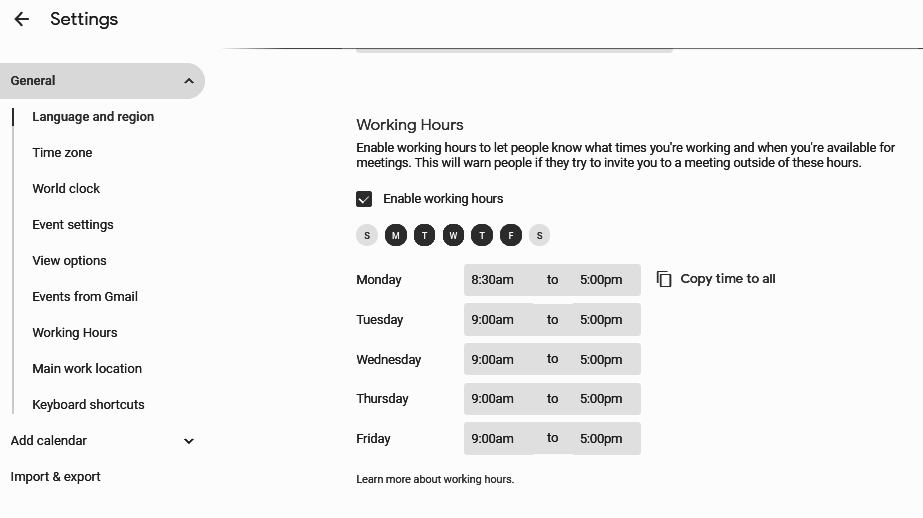 Settings
General
Language and region
Time zone
World clock
Event settings
View options
Events from Gmail
Working Hours
Main work location
Keyboard shortcuts
Add calendar
Import & export
Working Hours
Enable working hours to let people know what times you're working and when you're available for
meetings. This will warn people if they try to invite you to a meeting outside of these hours.
Enable working hours
S M T W T F S
Monday 8:30am to 5:00pm Copy time to all
Tuesday 9:00am to 5:00pm
Wednesday 9:00am to 5:00pm
Thursday 9:00am to 5:00pm
Friday 9:00am to 5:00pm
Learn more about working hours.